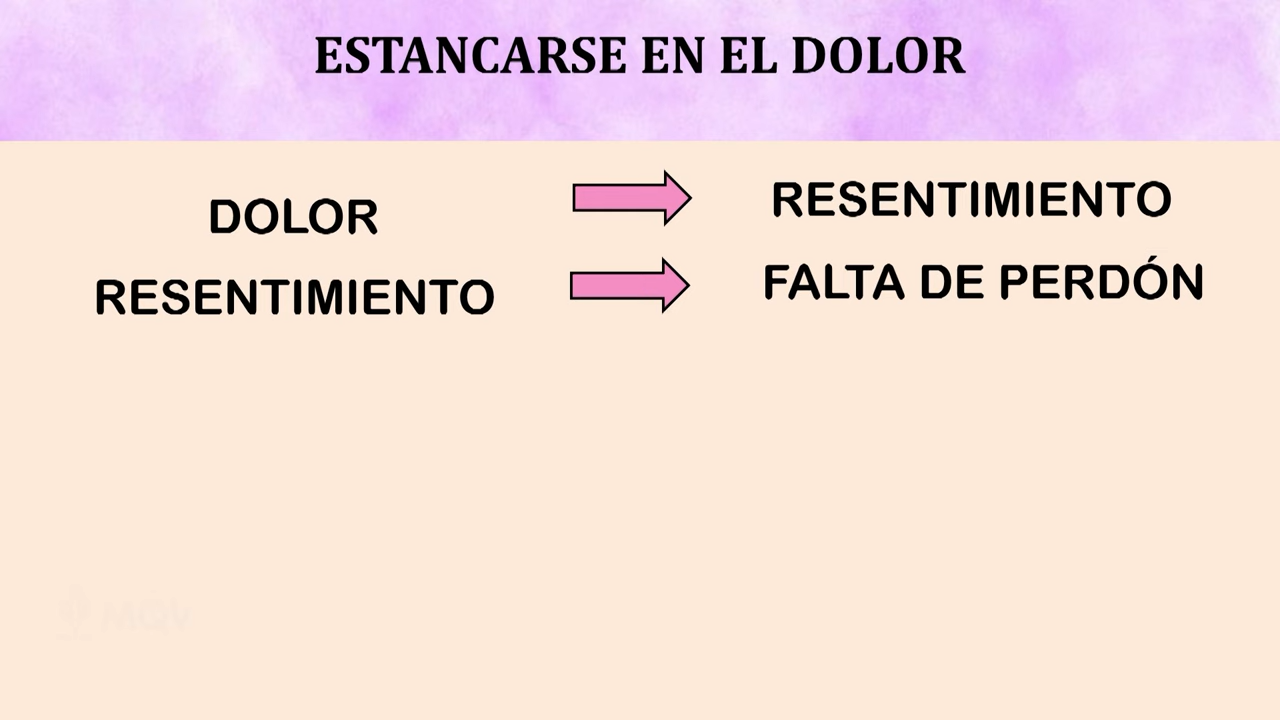 ESTANCARSE EN EL DOLOR
DOLOR RESENTIMIENTO
RESENTIMIENTO FALTA DE PERDÓN